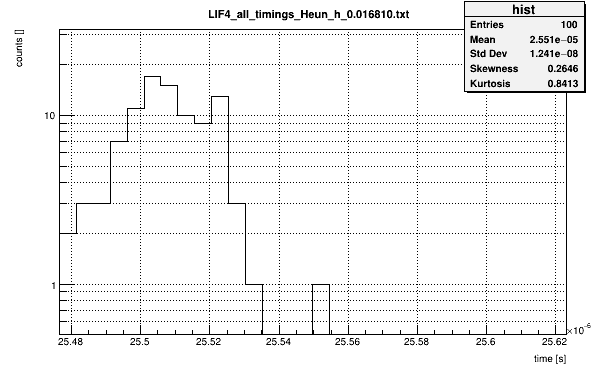 LIF4_all_timings_Heun_h_0.016810.txt
hist
Entries 100
Mean 2.551e−05
Std Dev 1.241e−08
Skewness 0.2646
Kurtosis 0.8413
counts []
10
1
25.48 25.5 25.52 25.54 25.56 25.58 25.6 25.62
×10⁻⁶
time [s]